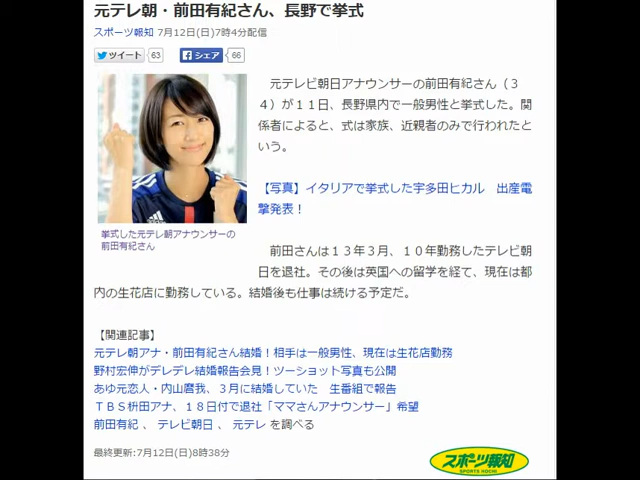 元テレ朝・前田有紀さん、長野で挙式
スポーツ報知 7月12日(日)7時4分配信
ツイート 63 シェア 66
元テレビ朝日アナウンサーの前田有紀さん(3
4)が11日、長野県内で一般男性と挙式した。関
係者によると、式は家族、近親者のみで行われたと
いう。
【写真】イタリアで挙式した宇多田ヒカル 出産電
撃発表!
挙式した元テレ朝アナウンサーの
前田有紀さん
前田さんは13年3月、10年勤務したテレビ朝
日を退社。その後は英国への留学を経て、現在は都
内の生花店に勤務している。結婚後も仕事は続ける予定だ。
【関連記事】
元テレ朝アナ・前田有紀さん結婚!相手は一般男性、現在は生花店勤務
野村宏伸がデレデレ結婚報告会見!ツーショット写真も公開
あゆ元恋人・内山麿我、3月に結婚していた 生番組で報告
TBS枡田アナ、18日付で退社「ママさんアナウンサー」希望
前田有紀 、 テレビ朝日 、 元テレ を調べる
最終更新:7月12日(日)8時38分
スポーツ報知
SPORTS HOCHI